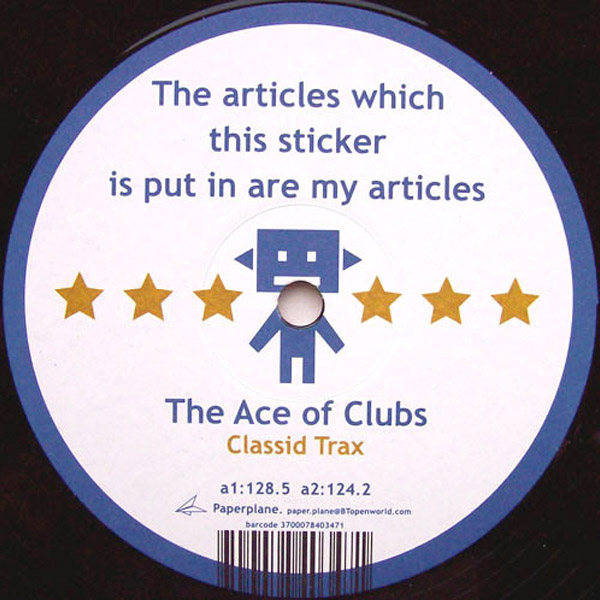 The articles which
this sticker
is put in are my articles
The Ace of Clubs
Classid Trax
a1:128.5 a2:124.2
Paperplane. paper.plane@BTopenworld.com
barcode 3700078403471